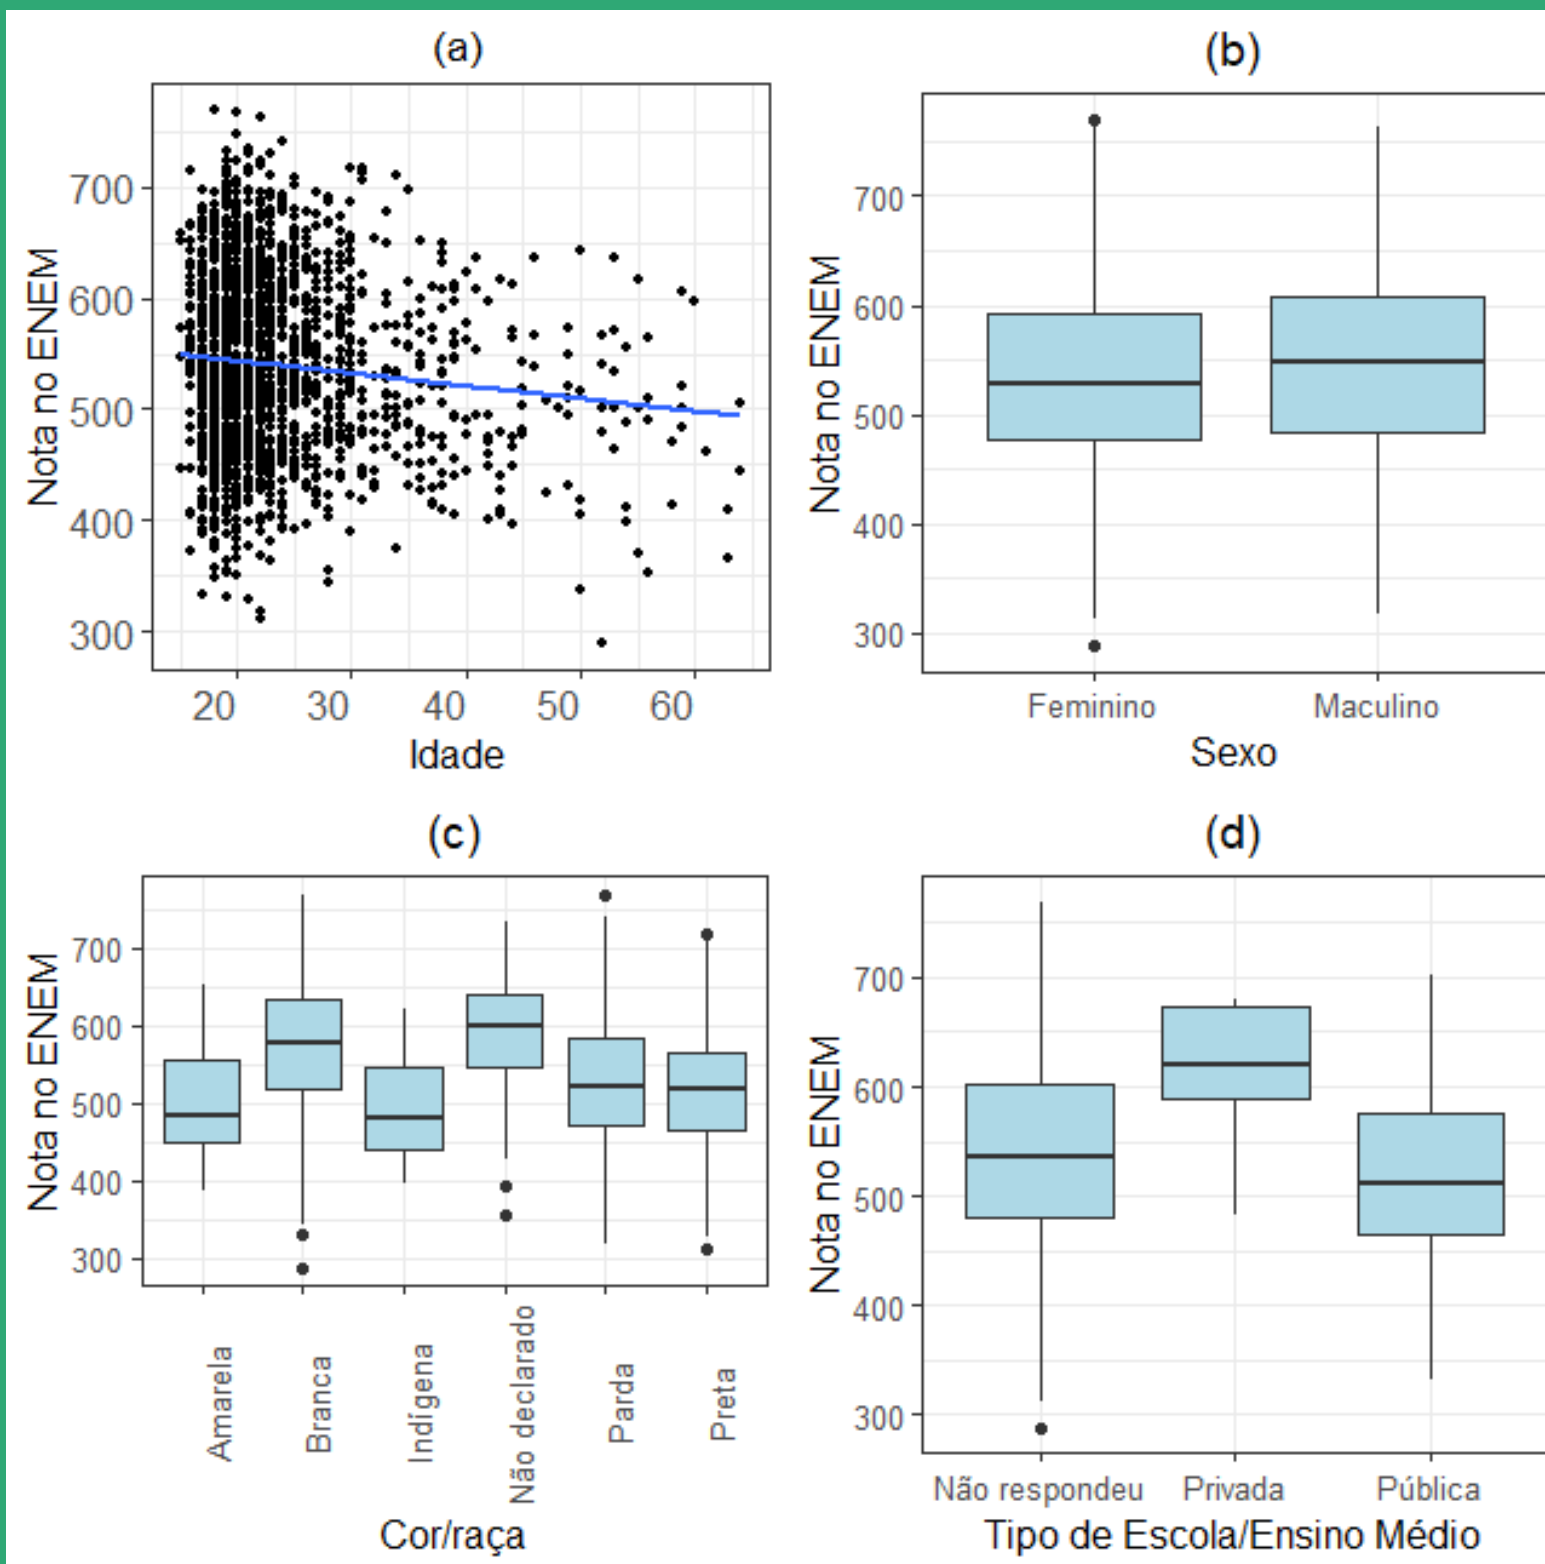 (a)
Nota no ENEM
700
600
500
400
300
20 30 40 50 60
Idade
(b)
Nota no ENEM
700
600
500
400
300
Feminino Maculino
Sexo
(c)
Nota no ENEM
700
600
500
400
300
Amarela
Branca
Indígena
Não declarado
Parda
Preta
Cor/raça
(d)
Nota no ENEM
700
600
500
400
300
Não respondeu Privada Pública
Tipo de Escola/Ensino Médio